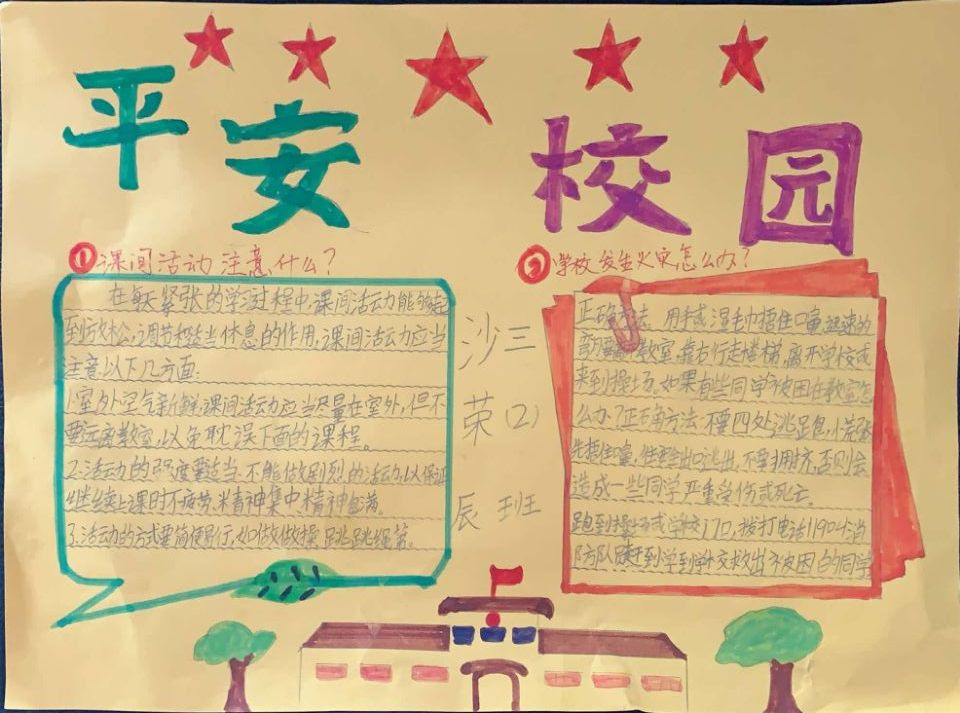 平安校园
①课间活动注意什么?
在每天紧张的学习过程中,课间活动能够起
到放松,调节和适当休息的作用,课间活动应当
注意以下几方面:
1.室外空气新鲜,课间活动应当尽量在室外,但不
要远离教室,以免耽误下面的课程。
2.活动的强度要适当,不能做剧烈的活动,以保证
继续上课时不疲劳.精神集中精神饱满。
3.活动的方式要简便易行,如做做操跳跳绳等。
三(2)班
沙荣辰
②学校发生火灾怎么办?
正确方法 用手或湿毛巾捂住口鼻迅速的
教室,靠右行走楼梯,离开学校或
来到操场.如果有些同学被困在教室怎
么办?正确方法:不要四处逃跑,
先捂住口鼻,往安全出口逃出,不要拥挤,否则会
造成一些同学严重受伤或死亡.
跑到操场或学校门口,拨打电话119叫消
防队赶到学校救出被困的同学